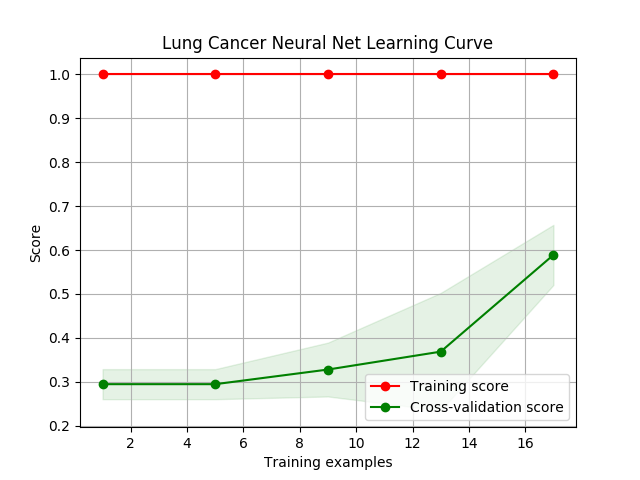 Lung Cancer Neural Net Learning Curve
1.0
0.9
0.8
0.7
0.6
0.5
0.4
0.3
0.2
Score
Training score
Cross-validation score
2 4 6 8 10 12 14 16
Training examples